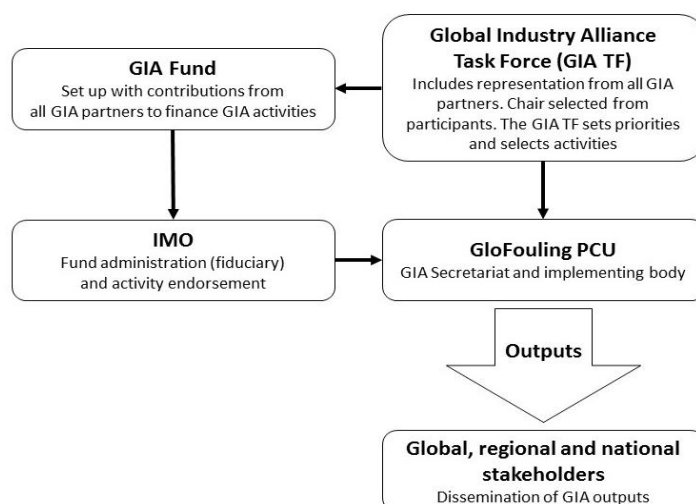 GIA Fund
Set up with contributions from
all GIA partners to finance GIA activities
Global Industry Alliance
Task Force (GIA TF)
Includes representation from all GIA
partners. Chair selected from
participants. The GIA TF sets priorities
and selects activities
IMO
Fund administration (fiduciary)
and activity endorsement
GloFouling PCU
GIA Secretariat and implementing body
Outputs
Global, regional and national
stakeholders
Dissemination of GIA outputs